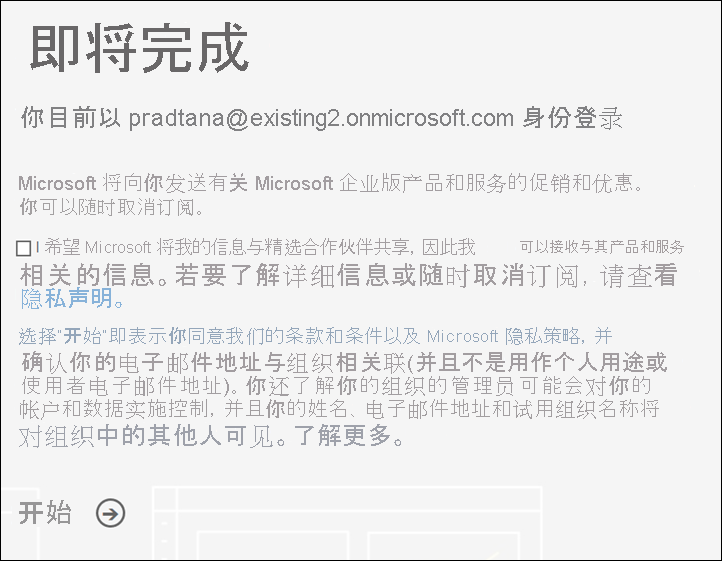 即将完成
你目前以 pradtana@existing2.onmicrosoft.com 身份登录
Microsoft 将向你发送有关 Microsoft 企业版产品和服务的促销和优惠。
你可以随时取消订阅。
I 希望 Microsoft 将我的信息与精选合作伙伴共享, 因此我 可以接收与其产品和服务
相关的信息。若要了解详细信息或随时取消订阅, 请查看
隐私声明。
选择"开始"即表示你同意我们的条款和条件以及 Microsoft 隐私策略, 并
确认你的电子邮件地址与组织相关联(并且不是用作个人用途或
使用者电子邮件地址)。你还了解你的组织的管理员可能会对你的
帐户和数据实施控制, 并且你的姓名、电子邮件地址和试用组织名称将
对组织中的其他人可见。了解更多。
开始